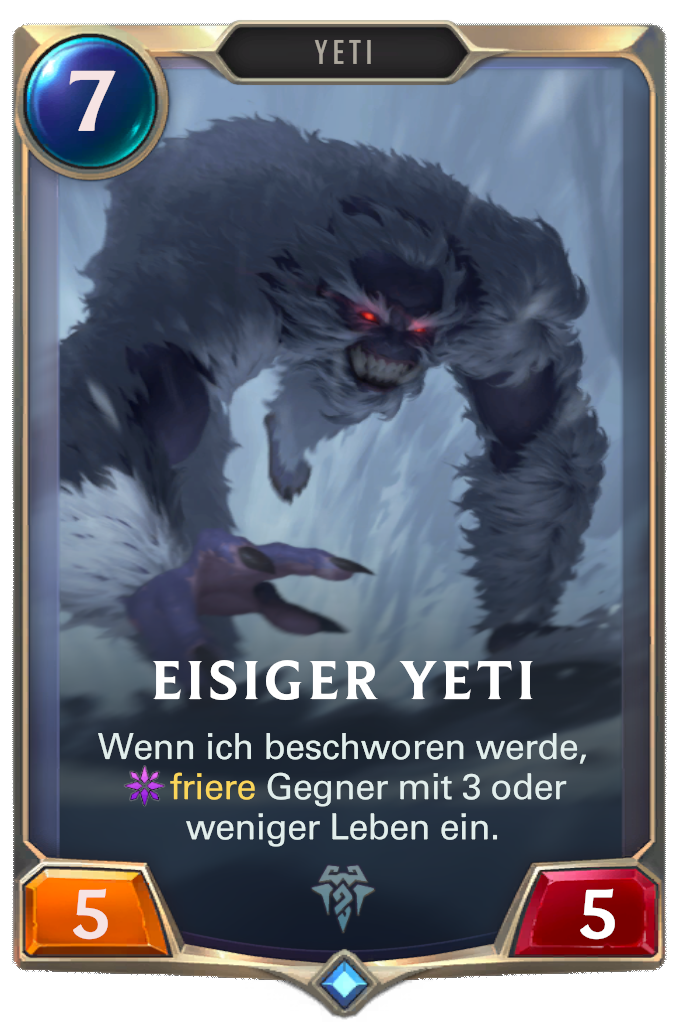 YETI
7
EISIGER YETI
Wenn ich beschworen werde,
friere Gegner mit 3 oder
weniger Leben ein.
5
5